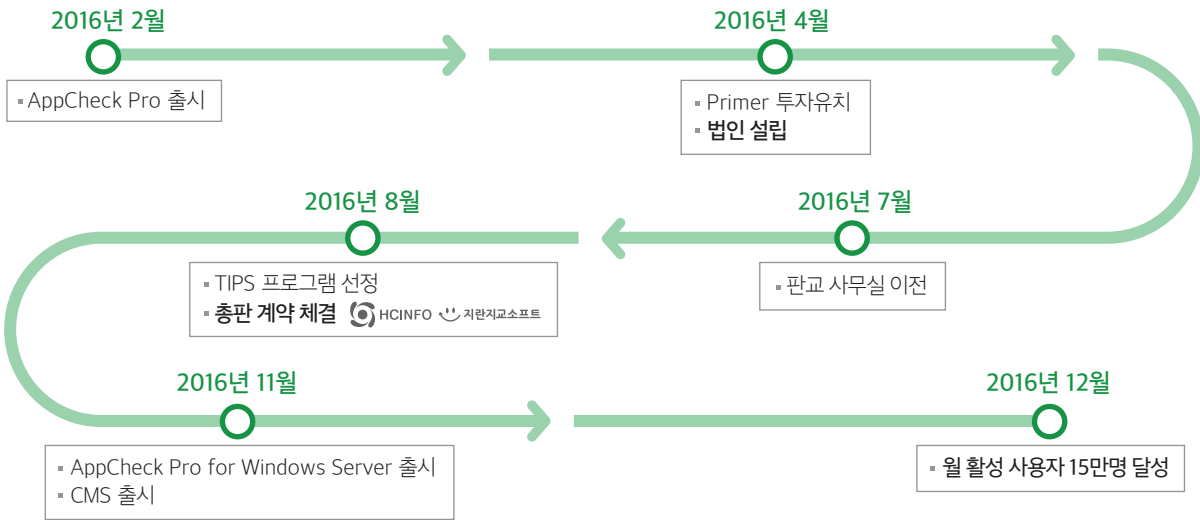 2016년 2월
AppCheck Pro 출시
2016년 4월
Primer 투자유치
법인 설립
2016년 7월
판교 사무실 이전
2016년 8월
TIPS 프로그램 선정
총판 계약 체결 HCINFO 지란지교소프트
2016년 11월
AppCheck Pro for Windows Server 출시
CMS 출시
2016년 12월
월 활성 사용자 15만명 달성